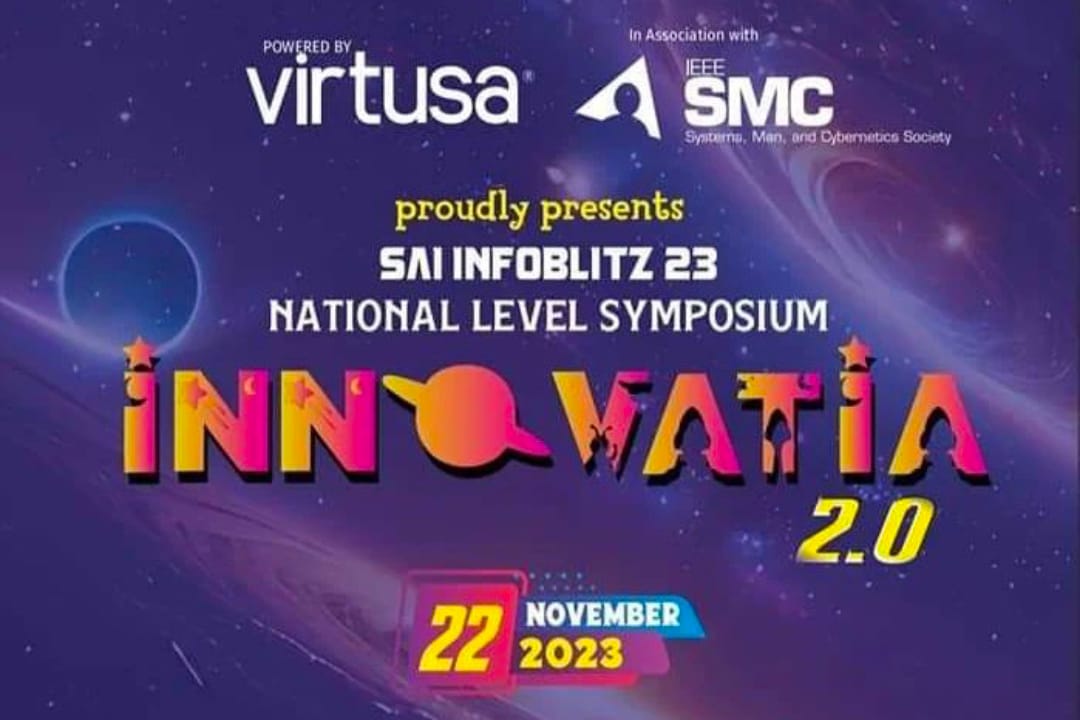 POWERED BY
virtusa®
In Association with
IEEE
SMC
Systems, Man, and Cybernetics Society
proudly presents
SAI INFOBLITZ 23
NATIONAL LEVEL SYMPOSIUM
iNNOVATiA
2.0
22 NOVEMBER
2023